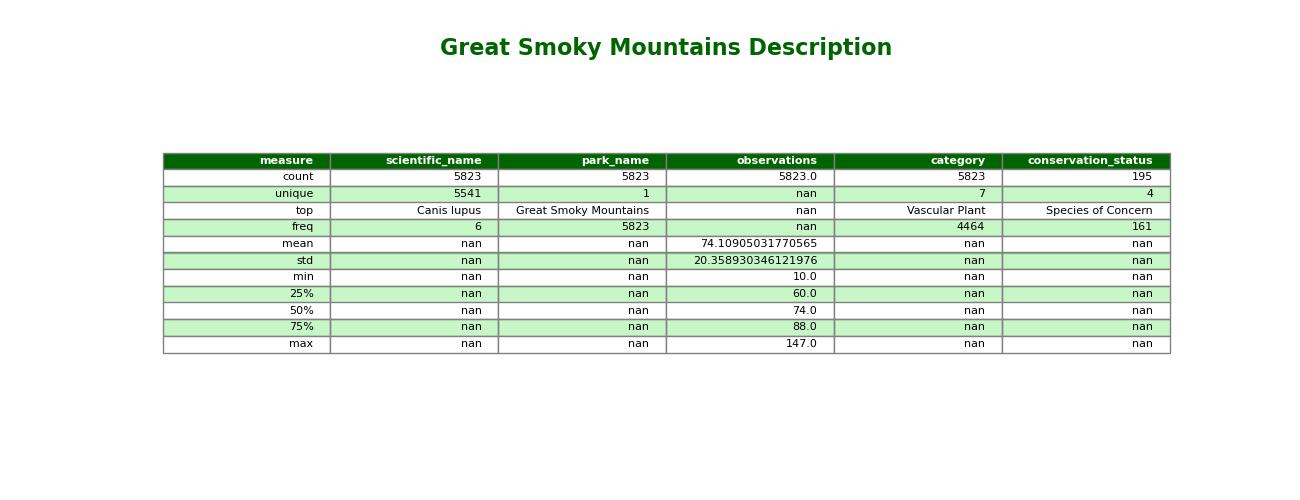 Great Smoky Mountains Description
measure scientific_name park_name observations category conservation_status
count 5823 5823 5823.0 5823 195
unique 5541 1 nan 7 4
top Canis lupus Great Smoky Mountains nan Vascular Plant Species of Concern
freq 6 5823 nan 4464 161
mean nan nan 74.10905031770565 nan nan
std nan nan 20.358930346121976 nan nan
min nan nan 10.0 nan nan
25% nan nan 60.0 nan nan
50% nan nan 74.0 nan nan
75% nan nan 88.0 nan nan
max nan nan 147.0 nan nan